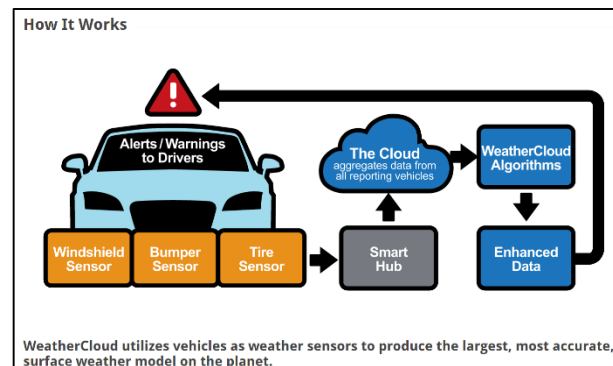 How It Works
Alerts/Warnings
to Drivers
The Cloud
aggregates data from
all reporting vehicles
WeatherCloud
Algorithms
Windshield
Sensor
Bumper
Sensor
Tire
Sensor
Smart
Hub
Enhanced
Data
WeatherCloud utilizes vehicles as weather sensors to produce the largest, most accurate,
surface weather model on the planet.